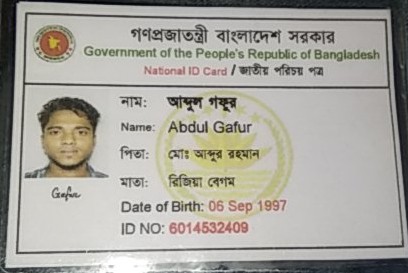 গণপ্রজাতন্ত্রী বাংলাদেশ সরকার
Government of the People's Republic of Bangladesh
National ID Card / জাতীয় পরিচয় পত্র
নাম: আব্দুল গফুর
Name: Abdul Gafur
পিতা: মোঃ আব্দুর রহমান
মাতা: রিজিয়া বেগম
Gafur
Date of Birth: 06 Sep 1997
ID NO: 6014532409